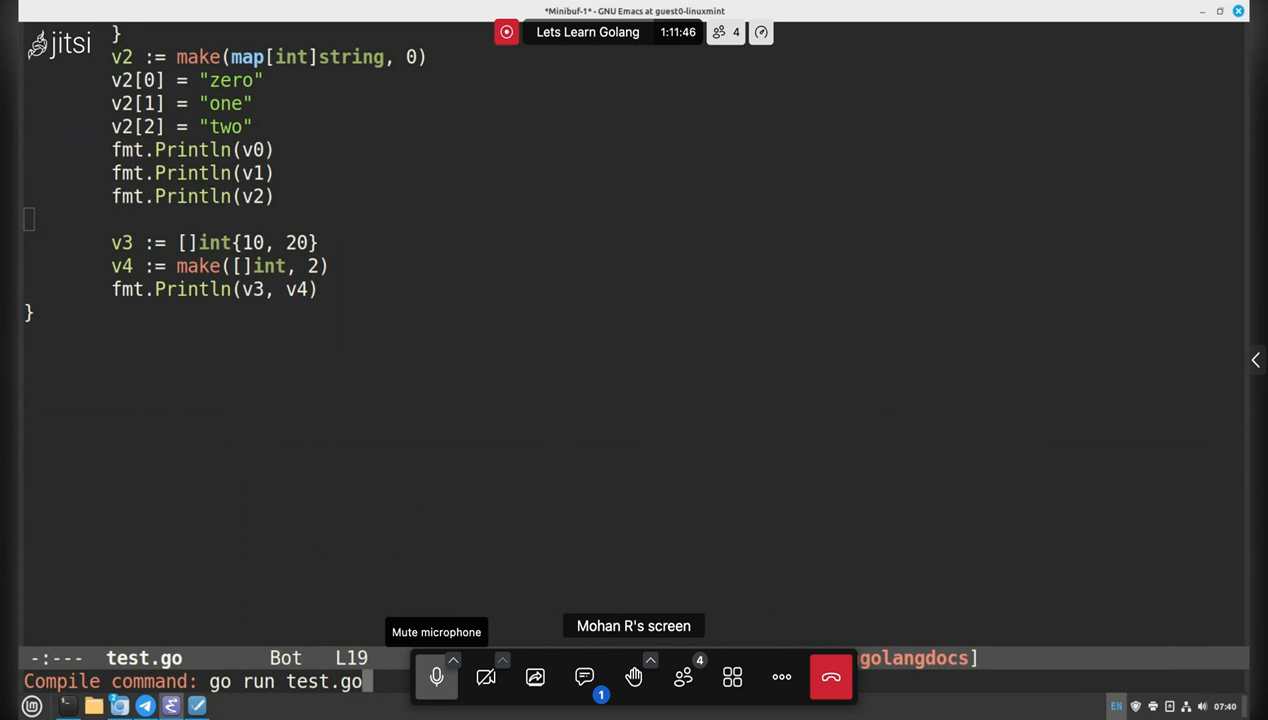 *Minibuf-1* - GNU Emacs at guest0-linuxmint
jitsi
Lets Learn Golang
1:11:46
4
}
v2 := make(map[int]string, 0)
v2[0] = "zero"
v2[1] = "one"
v2[2] = "two"
fmt.Println(v0)
fmt.Println(v1)
fmt.Println(v2)
v3 := []int{10, 20}
v4 := make([]int, 2)
fmt.Println(v3, v4)
}
Mohan R's screen
Mute microphone
-:--- test.go Bot L19
golangdocs]
4
1
Compile command: go run test.go
2
EN
07:40